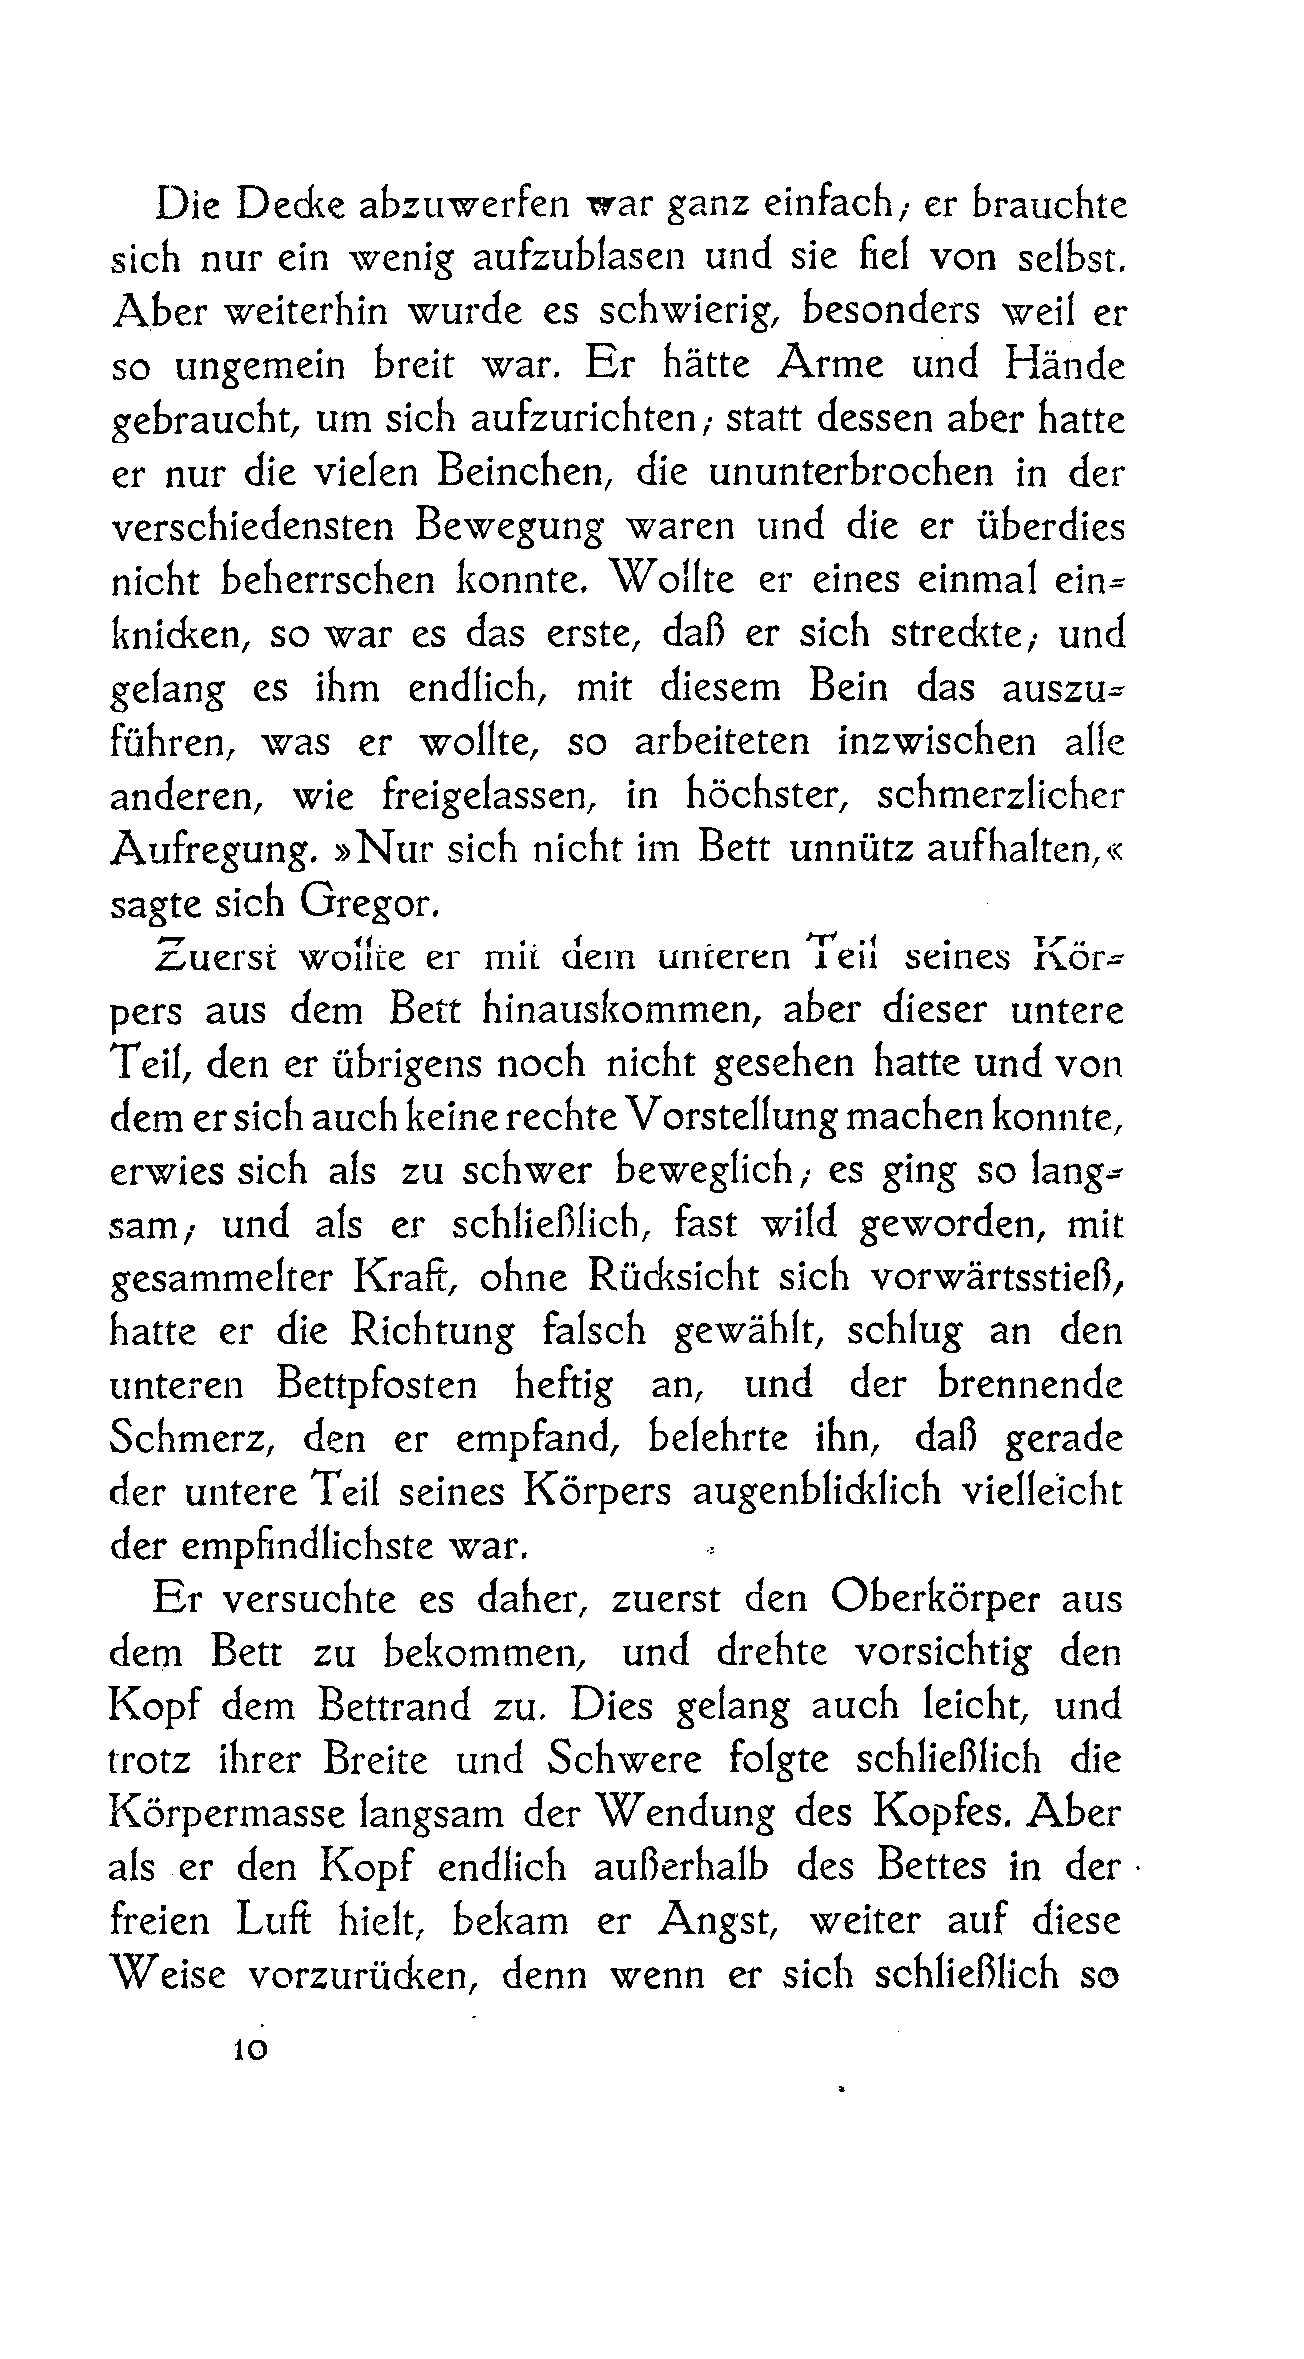 Die Decke abzuwerfen war ganz einfach; er brauchte
sich nur ein wenig aufzublasen und sie fiel von selbst.
Aber weiterhin wurde es schwierig, besonders weil er
so ungemein breit war. Er hätte Arme und Hände
gebraucht, um sich aufzurichten; statt dessen aber hatte
er nur die vielen Beinchen, die ununterbrochen in der
verschiedensten Bewegung waren und die er überdies
nicht beherrschen konnte. Wollte er eines einmal ein-
knicken, so war es das erste, daß er sich streckte; und
gelang es ihm endlich, mit diesem Bein das auszu-
führen, was er wollte, so arbeiteten inzwischen alle
anderen, wie freigelassen, in höchster, schmerzlicher
Aufregung. »Nur sich nicht im Bett unnütz aufhalten,«
sagte sich Gregor.
Zuerst wollte er mit dem unteren Teil seines Kör-
pers aus dem Bett hinauskommen, aber dieser untere
Teil, den er übrigens noch nicht gesehen hatte und von
dem er sich auch keine rechte Vorstellung machen konnte,
erwies sich als zu schwer beweglich; es ging so lang-
sam; und als er schließlich, fast wild geworden, mit
gesammelter Kraft, ohne Rücksicht sich vorwärtsstieß,
hatte er die Richtung falsch gewählt, schlug an den
unteren Bettpfosten heftig an, und der brennende
Schmerz, den er empfand, belehrte ihn, daß gerade
der untere Teil seines Körpers augenblicklich vielleicht
der empfindlichste war.
Er versuchte es daher, zuerst den Oberkörper aus
dem Bett zu bekommen, und drehte vorsichtig den
Kopf dem Bettrand zu. Dies gelang auch leicht, und
trotz ihrer Breite und Schwere folgte schließlich die
Körpermasse langsam der Wendung des Kopfes. Aber
als er den Kopf endlich außerhalb des Bettes in der
freien Luft hielt, bekam er Angst, weiter auf diese
Weise vorzurücken, denn wenn er sich schließlich so
10